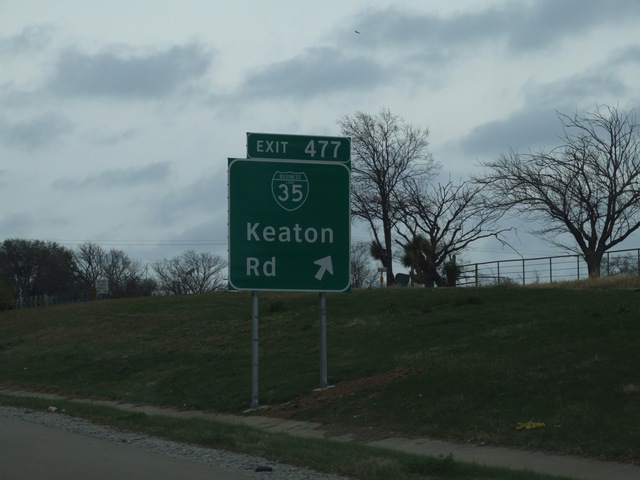 EXIT 477
BUSINESS
35
Keaton
Rd